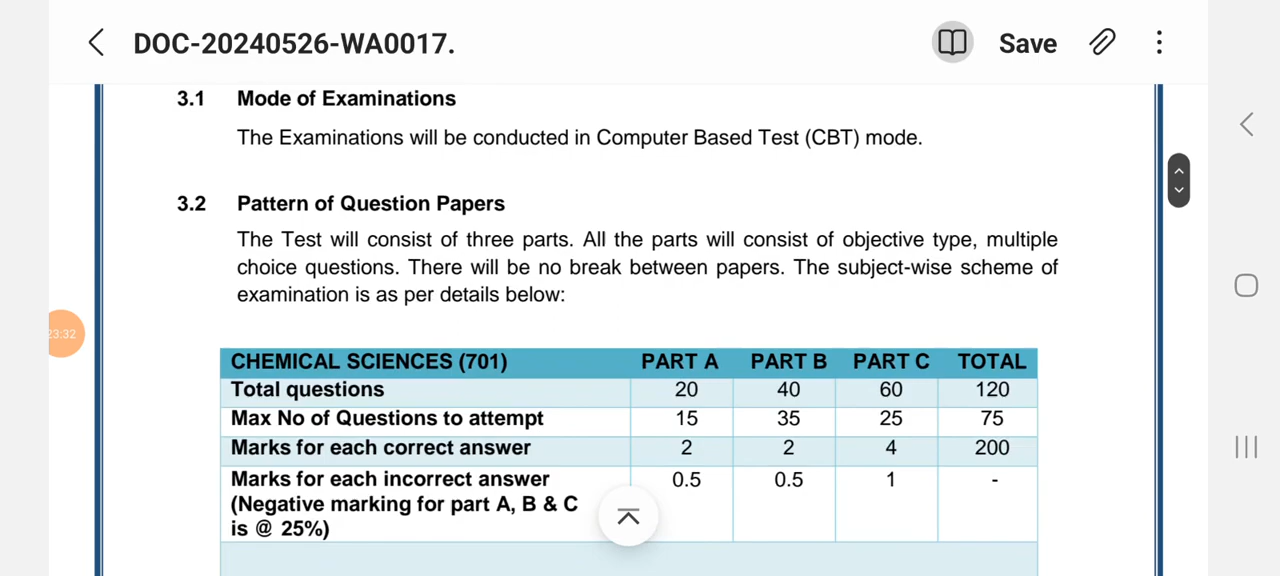 DOC-20240526-WA0017.
Save
3.1 Mode of Examinations
The Examinations will be conducted in Computer Based Test (CBT) mode.
3.2 Pattern of Question Papers
The Test will consist of three parts. All the parts will consist of objective type, multiple
choice questions. There will be no break between papers. The subject-wise scheme of
examination is as per details below:
23:32
CHEMICAL SCIENCES (701) PART A PART B PART C TOTAL
Total questions 20 40 60 120
Max No of Questions to attempt 15 35 25 75
Marks for each correct answer 2 2 4 200
Marks for each incorrect answer 0.5 0.5 1 -
(Negative marking for part A, B & C
is @ 25%)